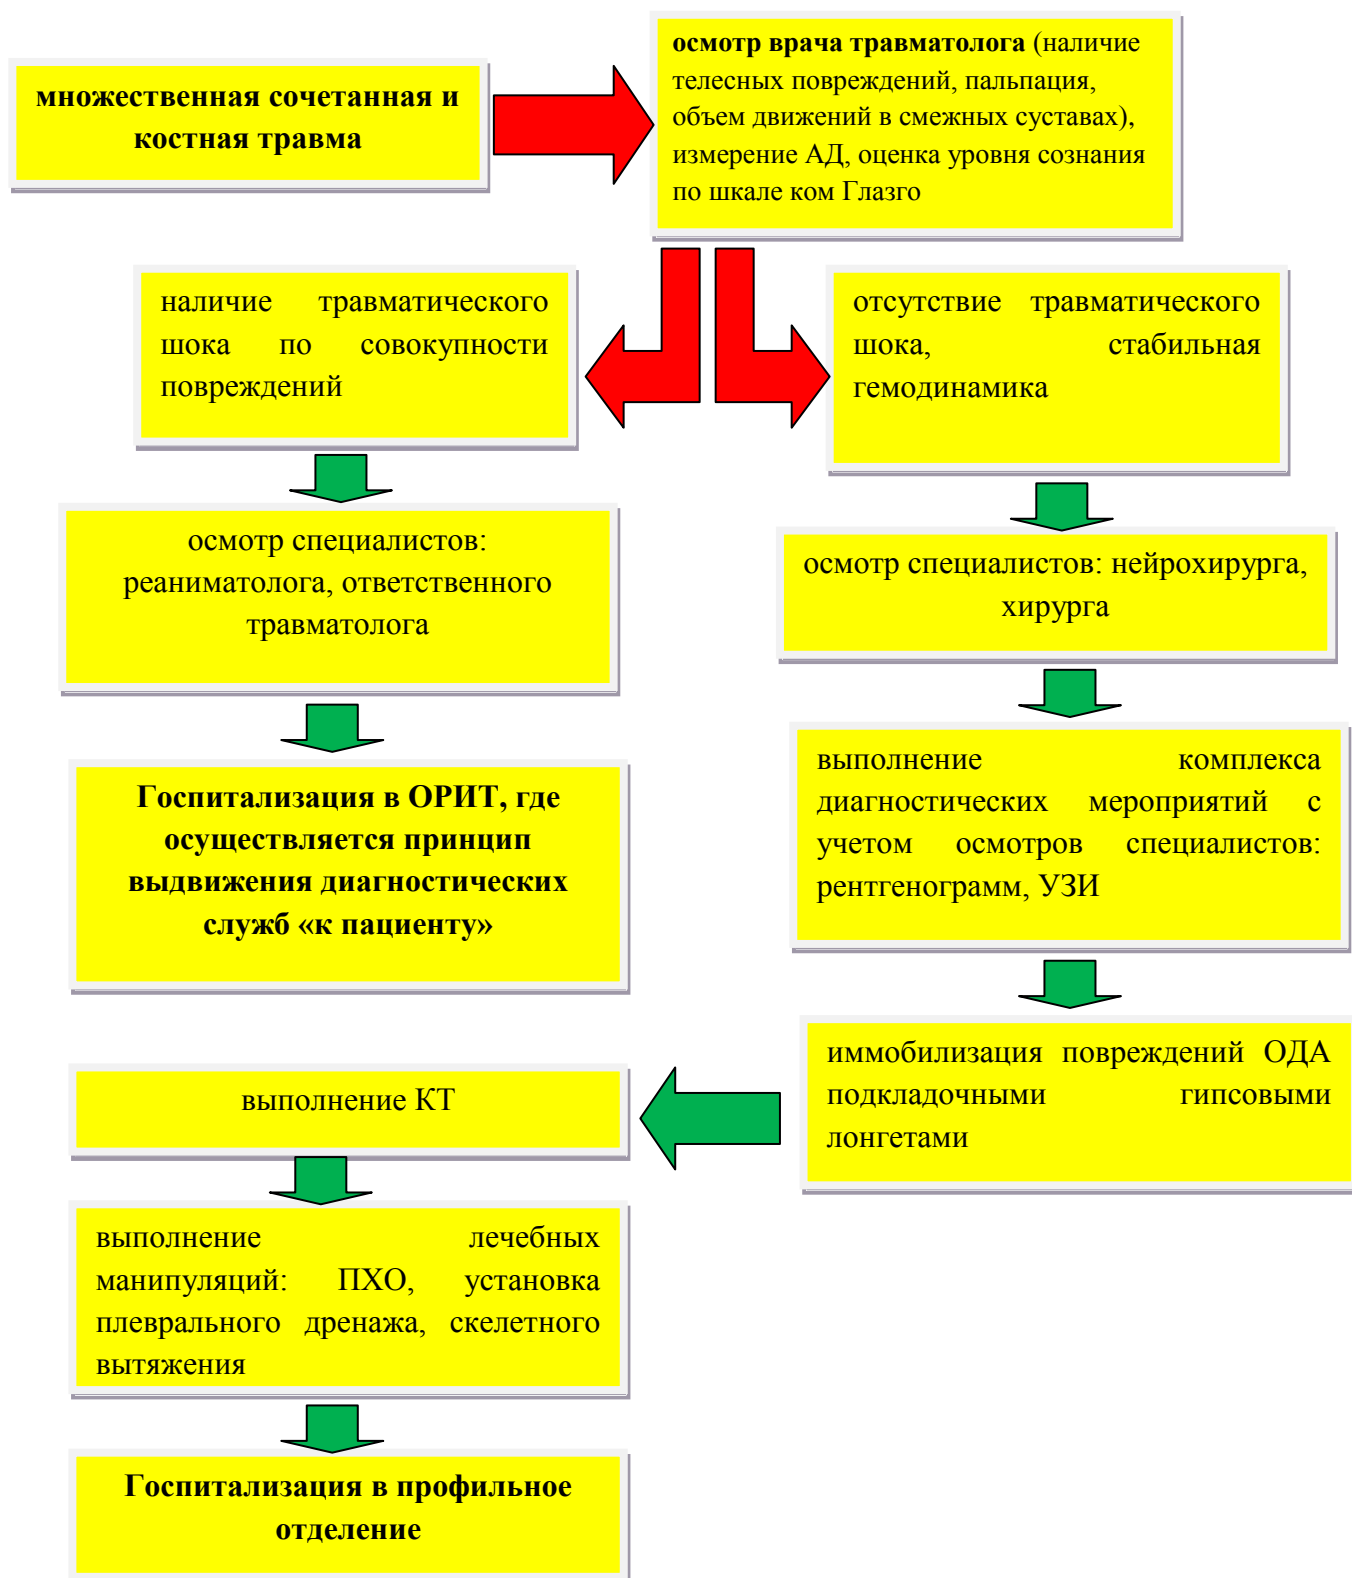 множественная сочетанная и
костная травма
осмотр врача травматолога (наличие
телесных повреждений, пальпация,
объем движений в смежных суставах),
измерение АД, оценка уровня сознания
по шкале ком Глазго
наличие травматического
шока по совокупности
повреждений
отсутствие травматического
шока, стабильная
гемодинамика
осмотр специалистов:
реаниматолога, ответственного
травматолога
осмотр специалистов: нейрохирурга,
хирурга
Госпитализация в ОРИТ, где
осуществляется принцип
выдвижения диагностических
служб «к пациенту»
выполнение комплекса
диагностических мероприятий с
учетом осмотров специалистов:
рентгенограмм, УЗИ
иммобилизация повреждений ОДА
подкладочными гипсовыми
лонгетами
выполнение КТ
выполнение лечебных
манипуляций: ПХО, установка
плеврального дренажа, скелетного
вытяжения
Госпитализация в профильное
отделение